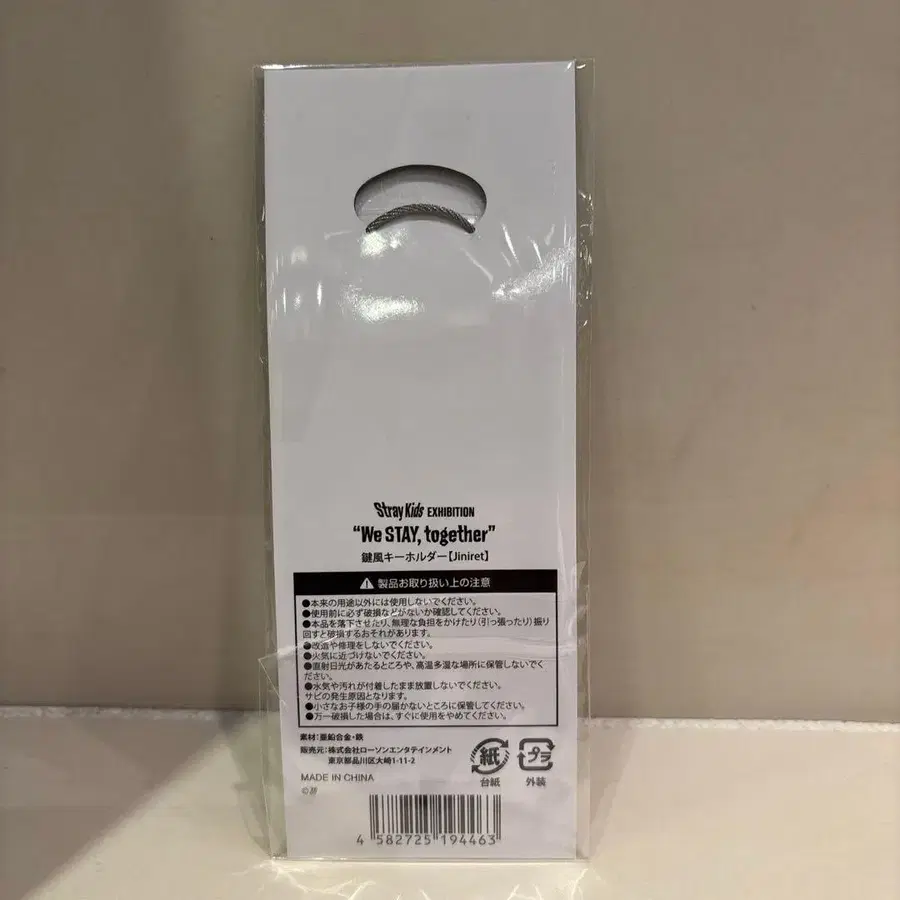 Stray Kids EXHIBITION
“We STAY, together”
鍵風キーホルダー【Jiniret】
製品お取り扱い上の注意
●本来の用途以外には使用しないでください。
●使用前に必ず破損などがないか確認してください。
●本品を落下させたり、無理な負担をかけたり（引っ張ったり）振り
回すと破損するおそれがあります。
●改造や修理をしないでください。
●火気に近づけないでください。
●直射日光があたるところや、高温多湿な場所に保管しないでく
ださい。
●水気や汚れが付着したまま放置しないでください。
サビの発生原因となります。
●小さなお子様の手の届かないところに保管してください。
●万一破損した場合は、すぐに使用をやめてください。
素材：亜鉛合金・鉄
販売元：株式会社ローソンエンタテインメント
東京都品川区大崎1-11-2
MADE IN CHINA
紙
台紙
プラ
外装
4 582725 194463